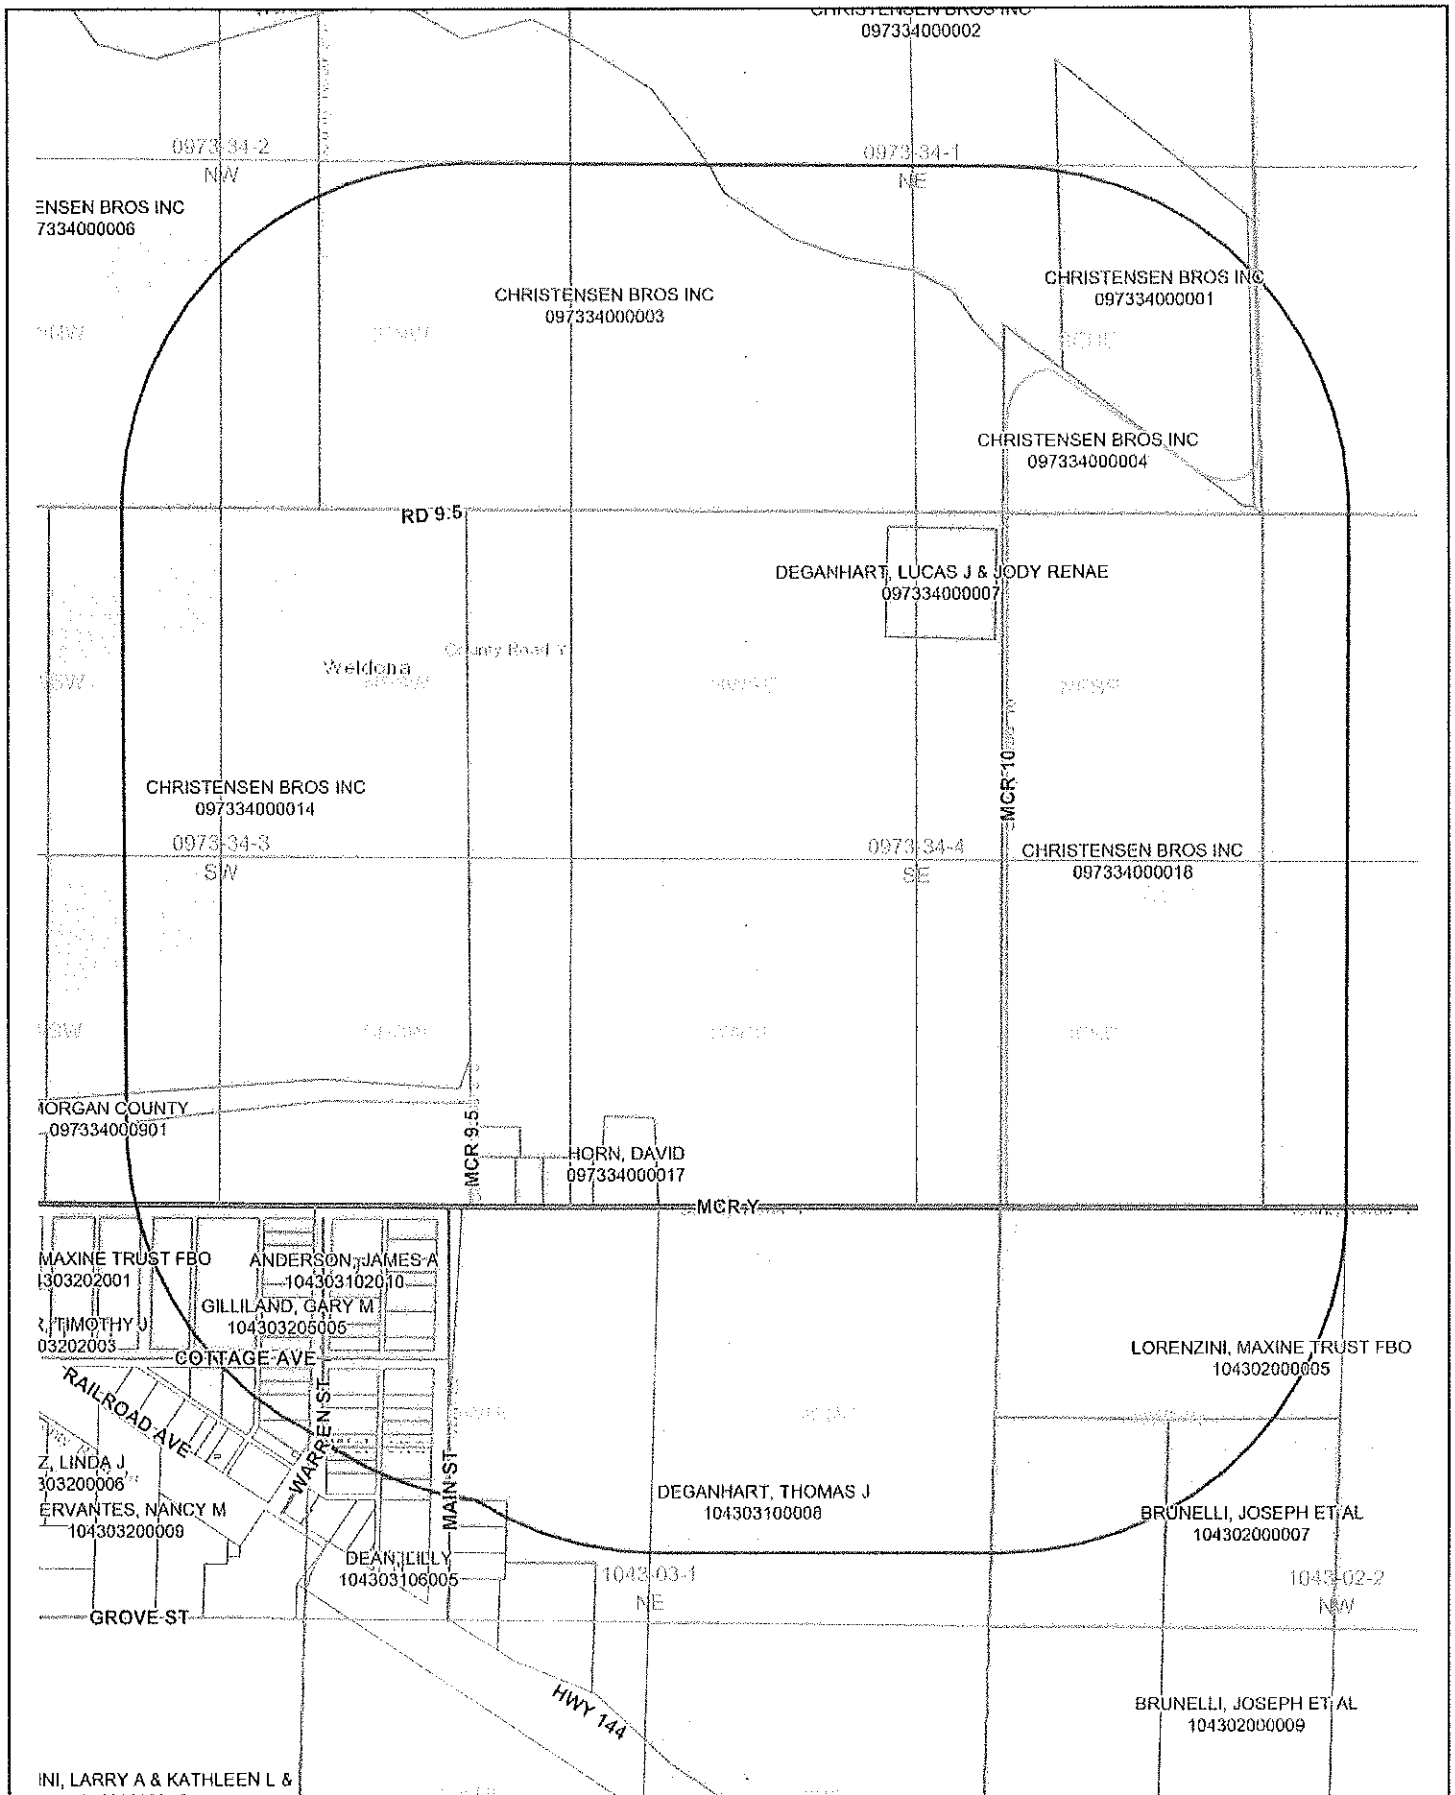 CHRISTENSEN BROS INC
097334000002
0973-34-2
NW
0973-34-1
NE
ENSEN BROS INC
7334000006
CHRISTENSEN BROS INC
097334000003
CHRISTENSEN BROS INC
097334000001
CHRISTENSEN BROS INC
097334000004
RD 9.5
DEGANHART, LUCAS J & JODY RENAE
097334000007
County Road Y
Weldona
MCR 10
CHRISTENSEN BROS INC
097334000014
0973-34-3
SW
0973-34-4
SE
CHRISTENSEN BROS INC
097334000018
MORGAN COUNTY
097334000901
MCR 9.5
HORN, DAVID
097334000017
MCR Y
MAXINE TRUST FBO
1303202001
ANDERSON, JAMES A
104303102010
GILLILAND, GARY M
104303205005
R, TIMOTHY J
03202003
COTTAGE AVE
LORENZINI, MAXINE TRUST FBO
104302000005
RAILROAD AVE
WARREN ST
MAIN ST
Z, LINDA J
303200006
ERVANTES, NANCY M
104303200009
DEGANHART, THOMAS J
104303100008
BRUNELLI, JOSEPH ET AL
104302000007
DEAN, LILLY
104303106005
1043-03-1
NE
1043-02-2
NW
GROVE ST
HWY 144
BRUNELLI, JOSEPH ET AL
104302000009
INI, LARRY A & KATHLEEN L &